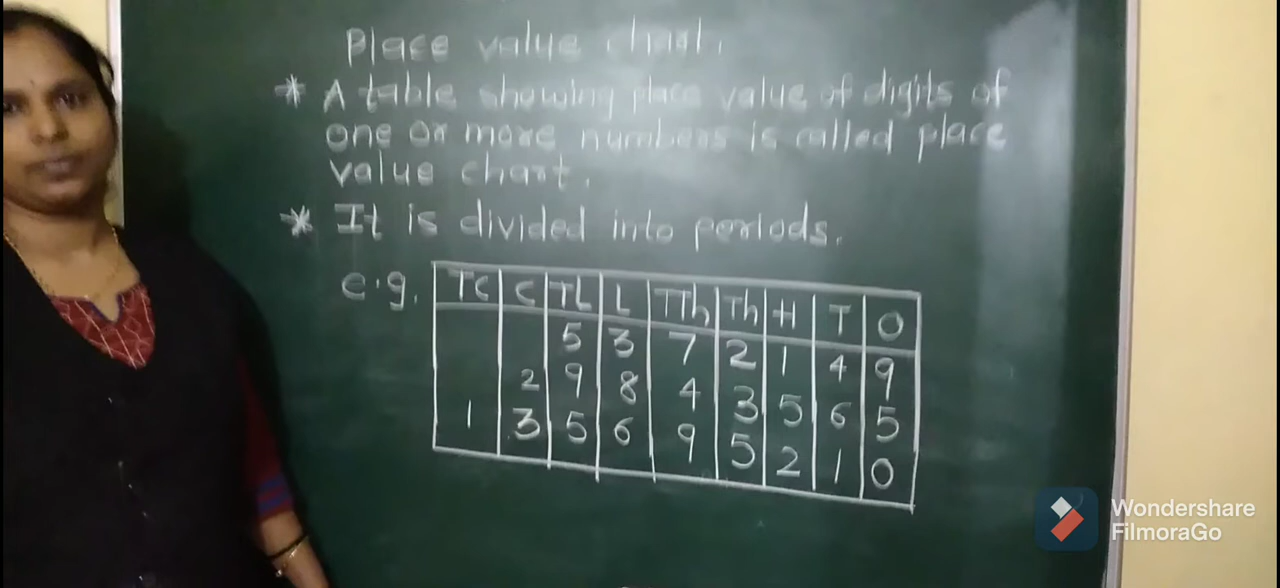 Place value chart.
* A table showing place value of digits of
one or more numbers is called place
value chart.
* It is divided into periods.
e.g. TC C TL L TTh Th H T O
5 3 7 2 1 4 9
2 9 8 4 3 5 6 5
1 3 5 6 9 5 2 1 0
Wondershare
FilmoraGo